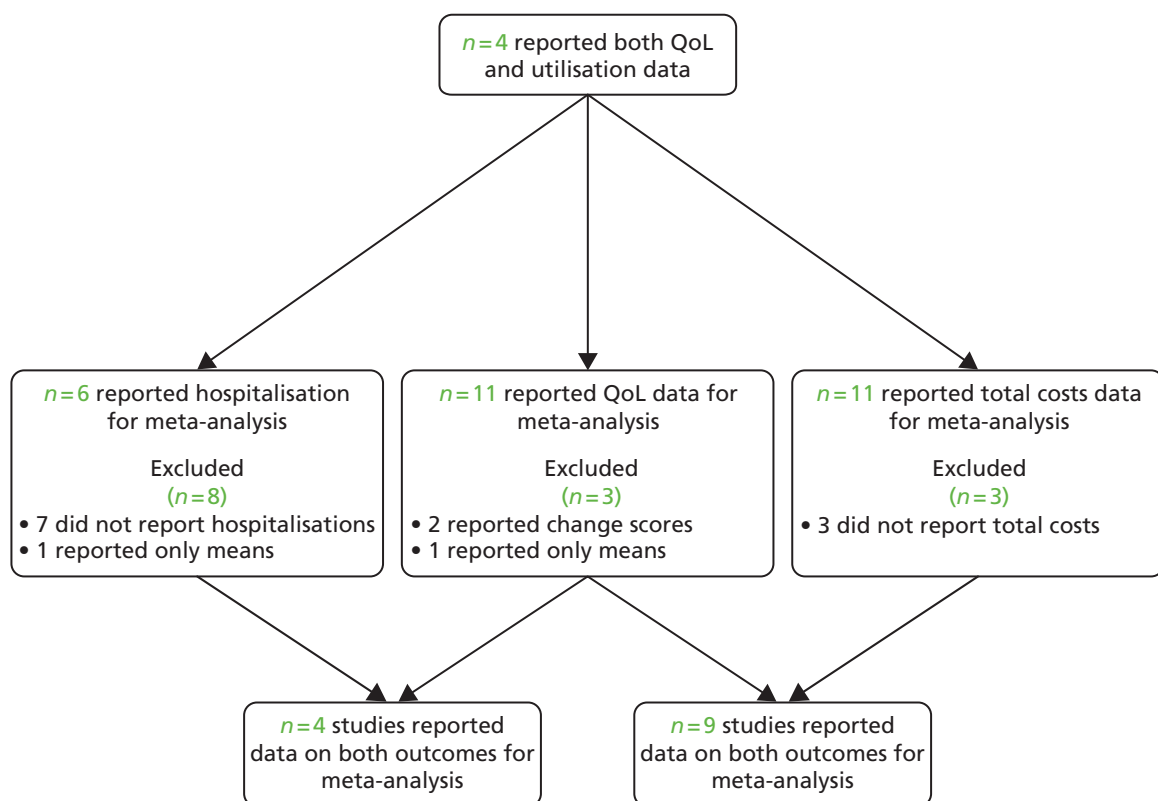 n=4 reported both QoL
and utilisation data
n=6 reported hospitalisation
for meta-analysis
Excluded
(n=8)
• 7 did not report hospitalisations
• 1 reported only means
n=11 reported QoL data for
meta-analysis
Excluded
(n=3)
• 2 reported change scores
• 1 reported only means
n=11 reported total costs data
for meta-analysis
Excluded
(n=3)
• 3 did not report total costs
n=4 studies reported
data on both outcomes for
meta-analysis
n=9 studies reported
data on both outcomes for
meta-analysis